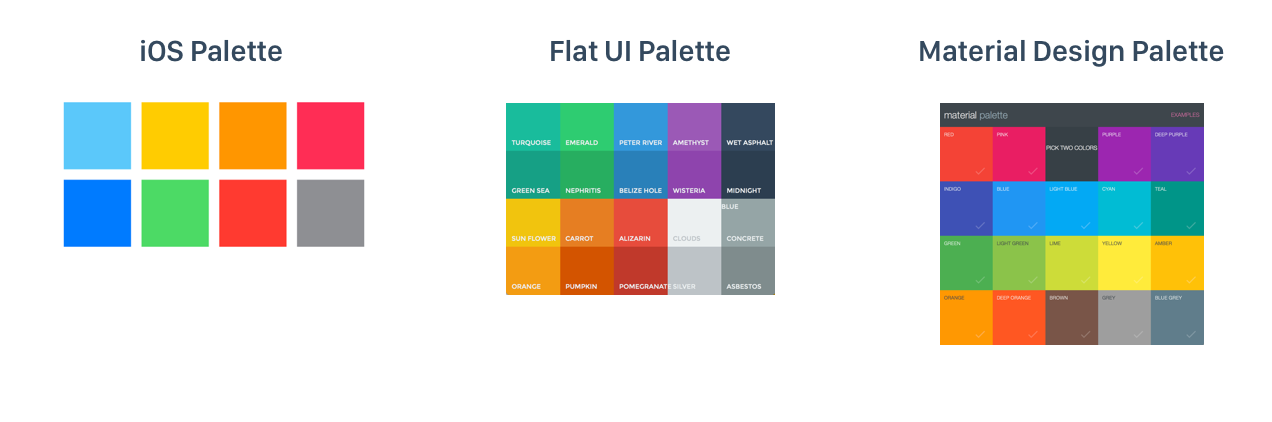 iOS Palette
Flat UI Palette
Material Design Palette
TURQUOISE EMERALD PETER RIVER AMETHYST WET ASPHALT
GREEN SEA NEPHRITIS BELIZE HOLE WISTERIA MIDNIGHT
BLUE
SUN FLOWER CARROT ALIZARIN CLOUDS CONCRETE
ORANGE PUMPKIN POMEGRANATE SILVER ASBESTOS
material palette EXAMPLES
RED PINK PURPLE DEEP PURPLE
PICK TWO COLORS
INDIGO BLUE LIGHT BLUE CYAN TEAL
GREEN LIGHT GREEN LIME YELLOW AMBER
ORANGE DEEP ORANGE BROWN GREY BLUE GREY